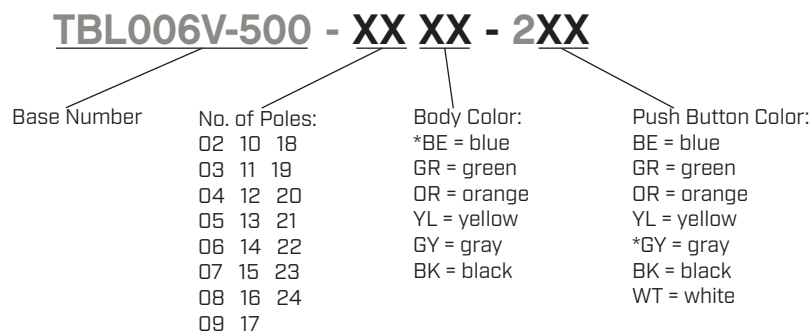 TBL006V-500 - XX XX - 2XX
Base Number
No. of Poles:
02 10 18
03 11 19
04 12 20
05 13 21
06 14 22
07 15 23
08 16 24
09 17
Body Color:
*BE = blue
GR = green
OR = orange
YL = yellow
GY = gray
BK = black
Push Button Color:
BE = blue
GR = green
OR = orange
YL = yellow
*GY = gray
BK = black
WT = white